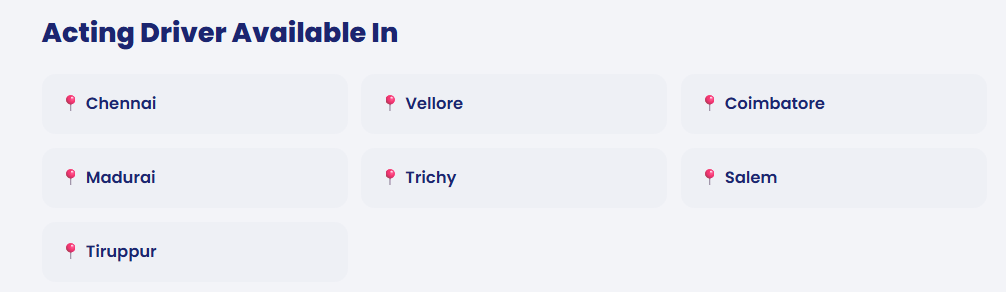 Acting Driver Available In
Chennai
Vellore
Coimbatore
Madurai
Trichy
Salem
Tiruppur